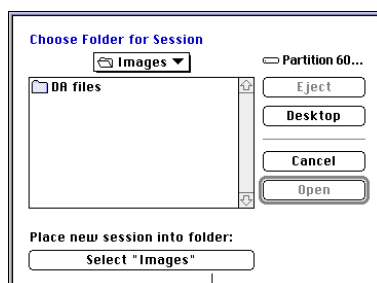 Choose Folder for Session
Images
Partition 60...
DA files
Eject
Desktop
Cancel
Open
Place new session into folder:
Select "Images"